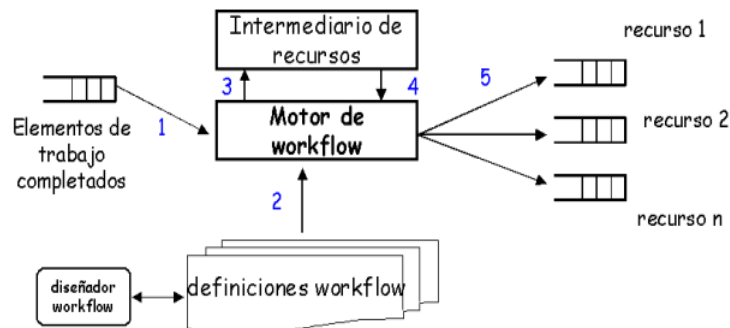 Intermediario de
recursos
recurso 1
3
4
5
1
Motor de
workflow
Elementos de
trabajo
completados
recurso 2
2
recurso n
definiciones workflow
diseñador
workflow